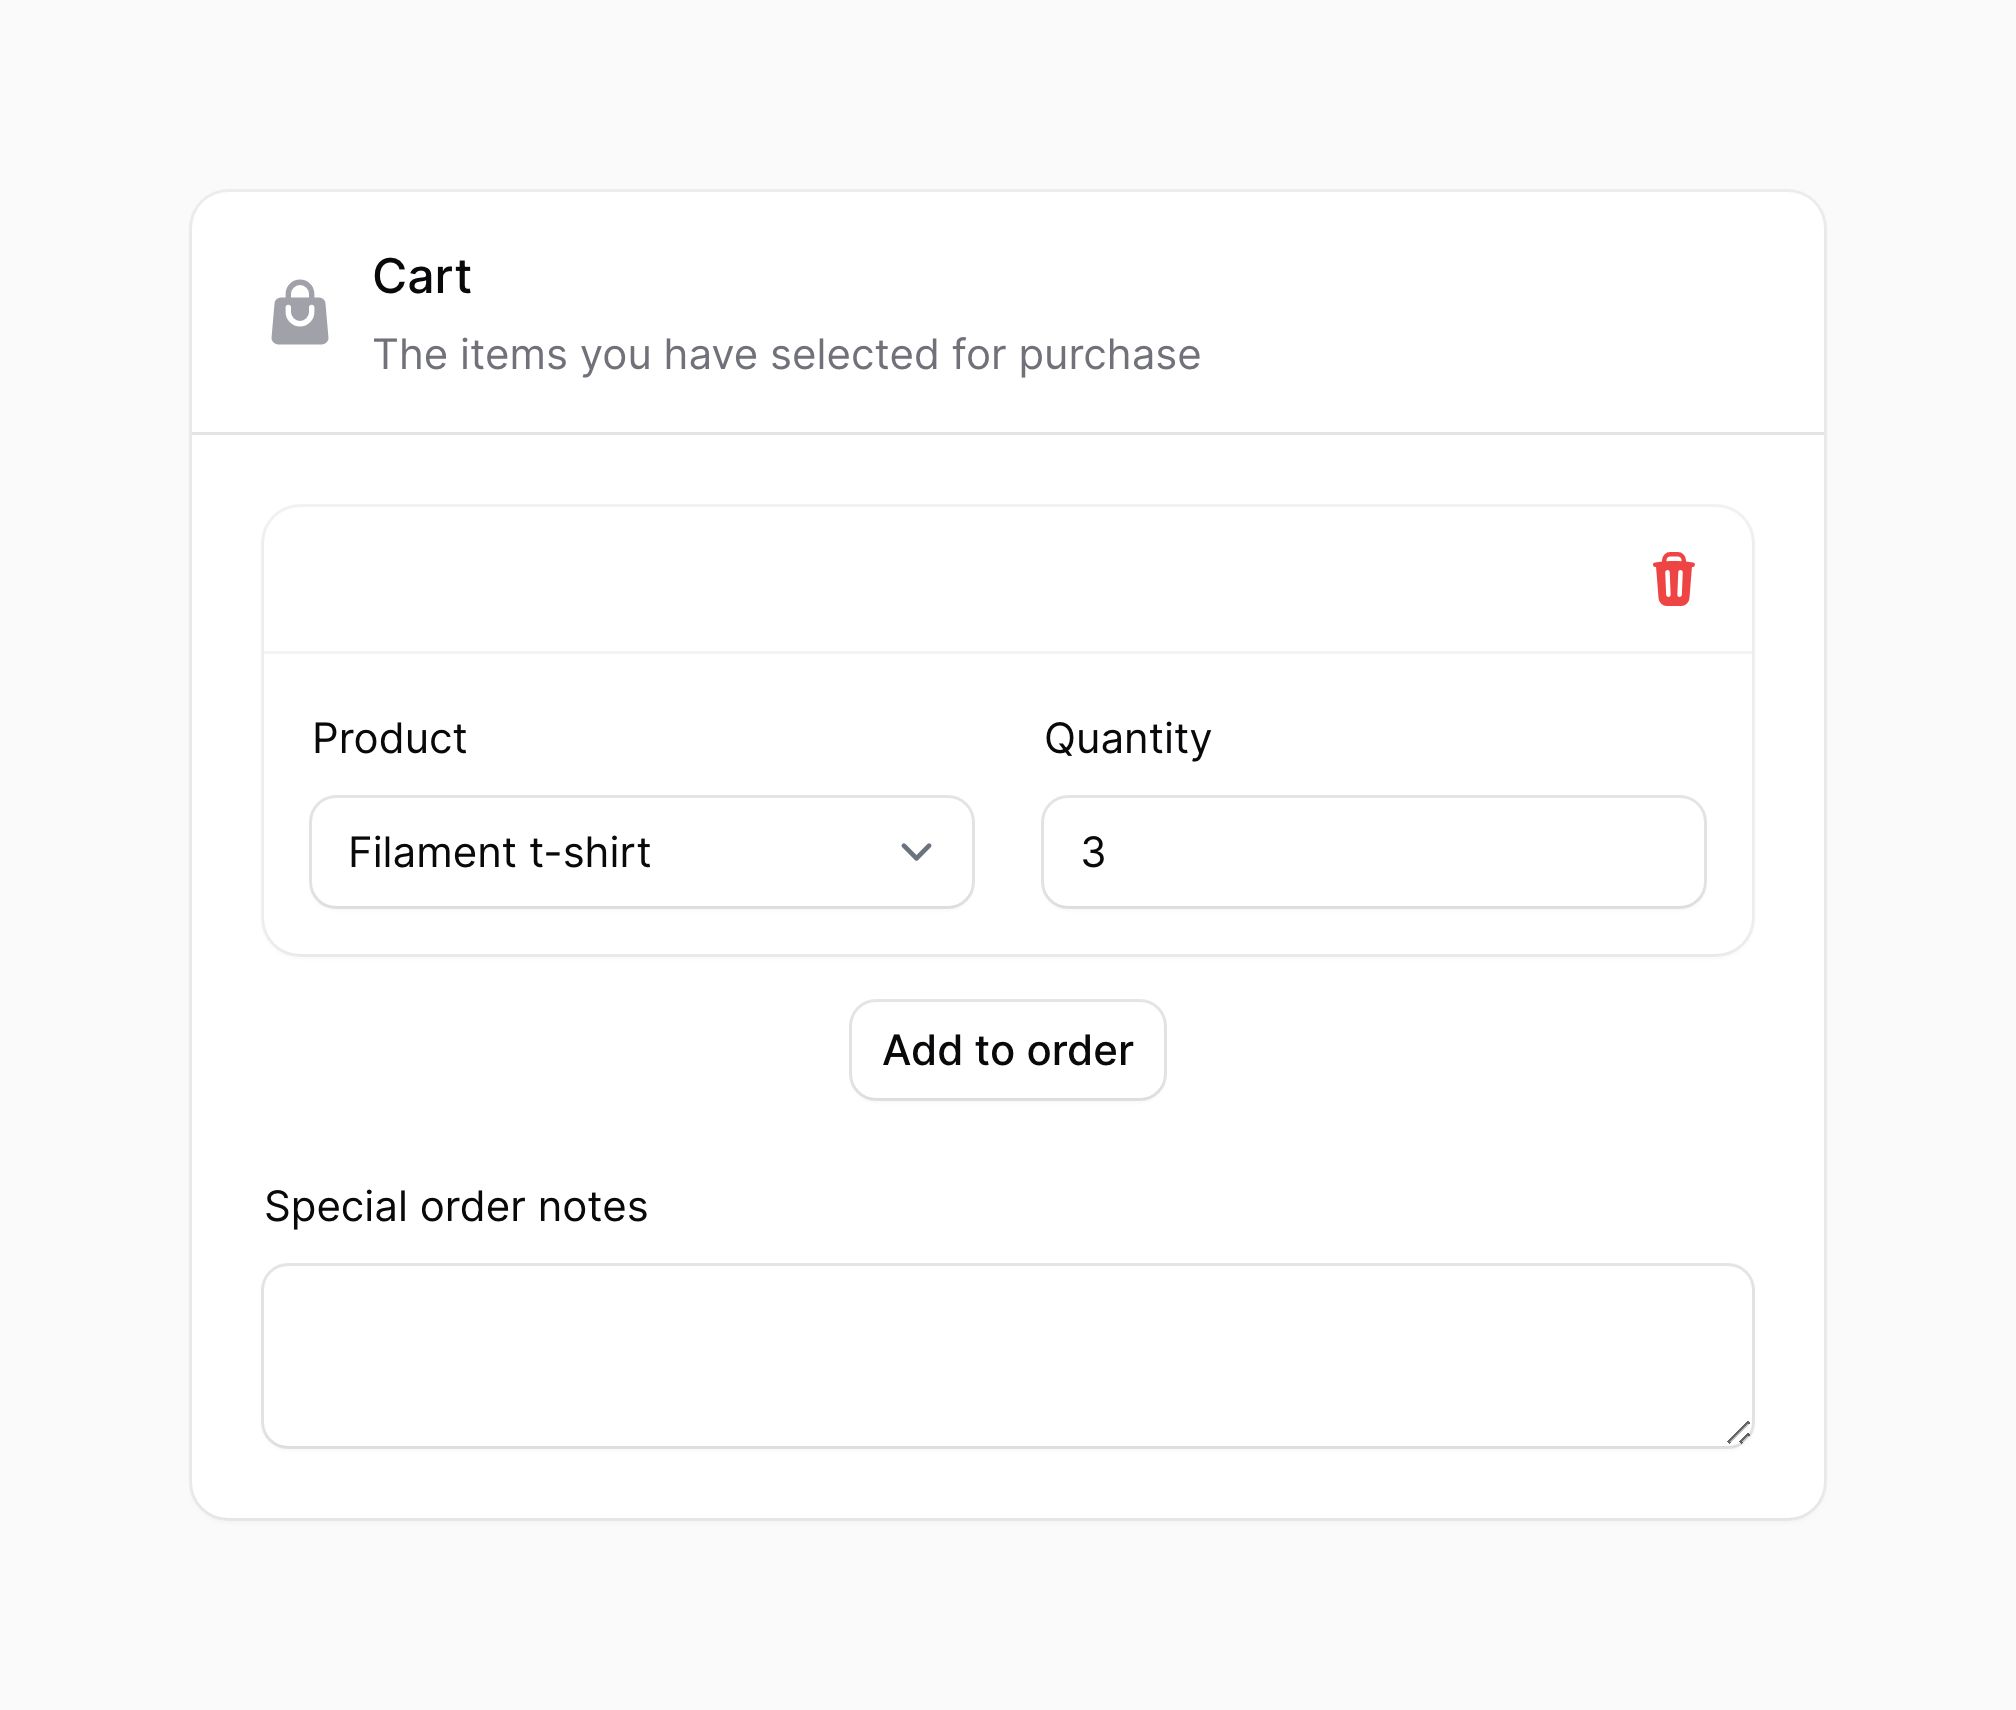 Cart
The items you have selected for purchase
Product
Quantity
Filament t-shirt
3
Add to order
Special order notes